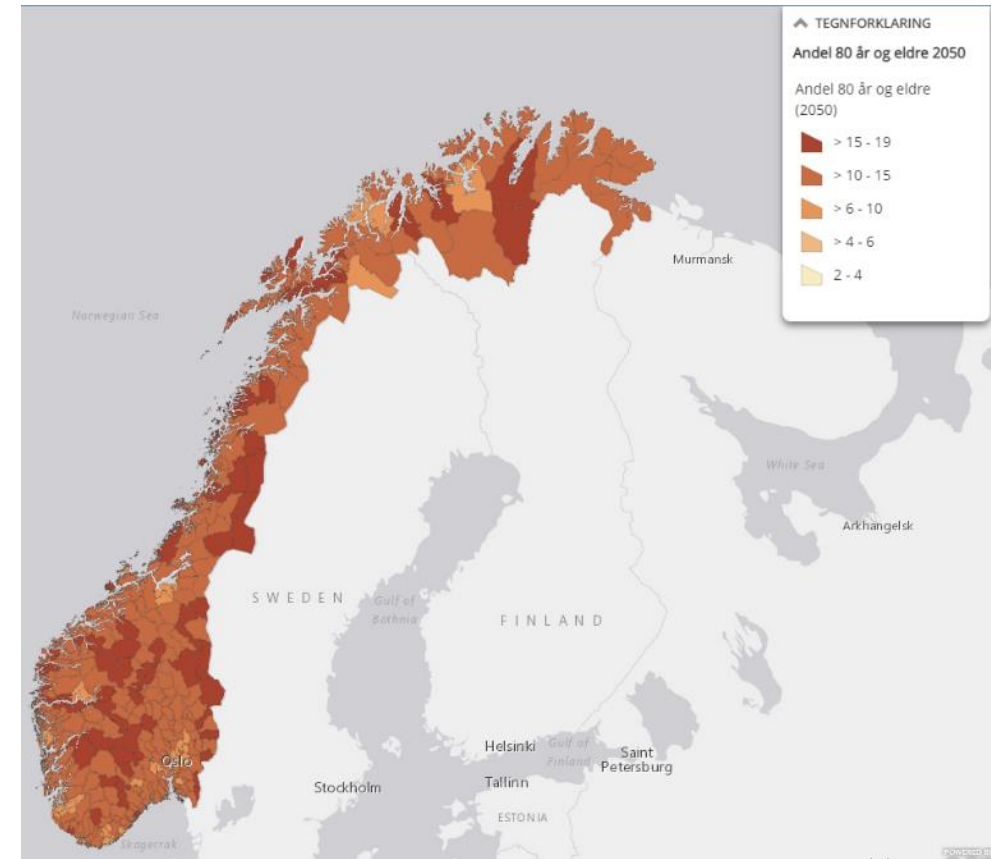 TEGNFORKLARING
Andel 80 år og eldre 2050
Andel 80 år og eldre
(2050)
> 15 - 19
> 10 - 15
> 6 - 10
> 4 - 6
2 - 4
Murmansk
Norwegian Sea
White Sea
Arkhangelsk
SWEDEN
Gulf of
Bothnia
FINLAND
Oslo
Helsinki
Gulf of
Finland
Saint
Petersburg
Stockholm
Tallinn
ESTONIA
Skagerrak
POWERED